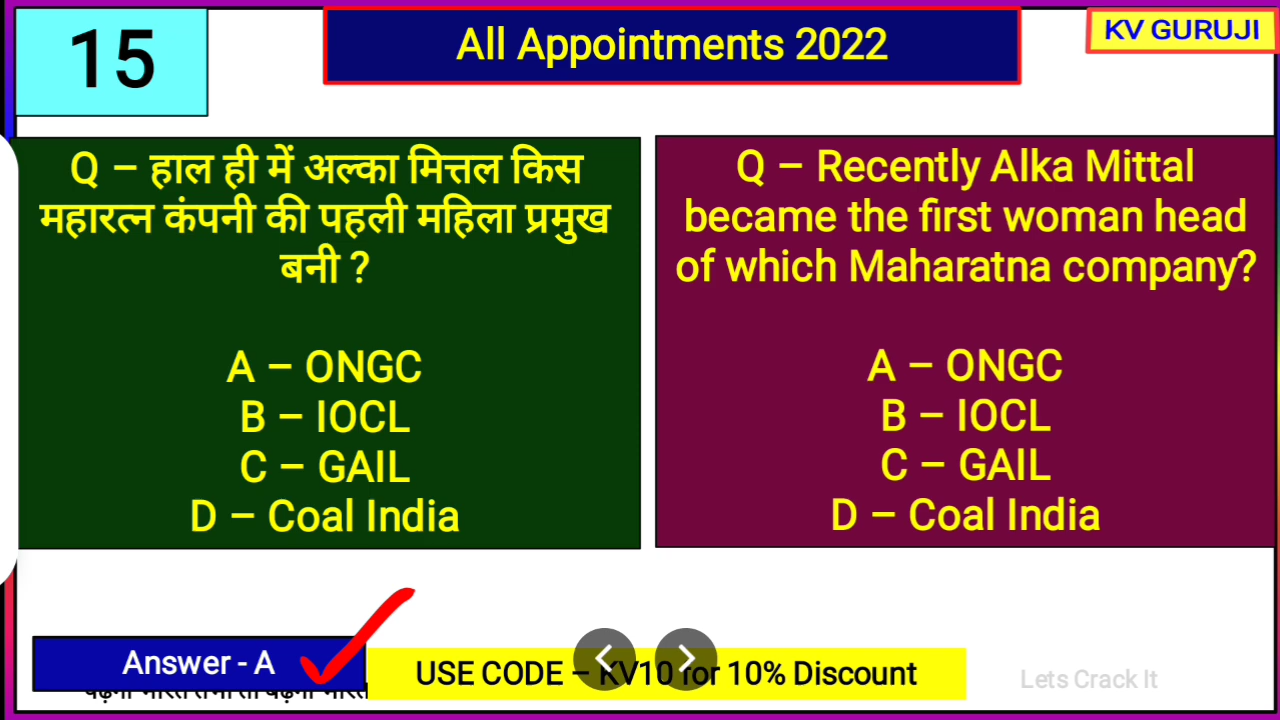 15
All Appointments 2022
KV GURUJI
Q – हाल ही में अल्का मित्तल किस
महारत्न कंपनी की पहली महिला प्रमुख
बनी ?
A – ONGC
B – IOCL
C – GAIL
D – Coal India
Q – Recently Alka Mittal
became the first woman head
of which Maharatna company?
A – ONGC
B – IOCL
C – GAIL
D – Coal India
Answer - A
USE CODE – KV10 for 10% Discount
Lets Crack It